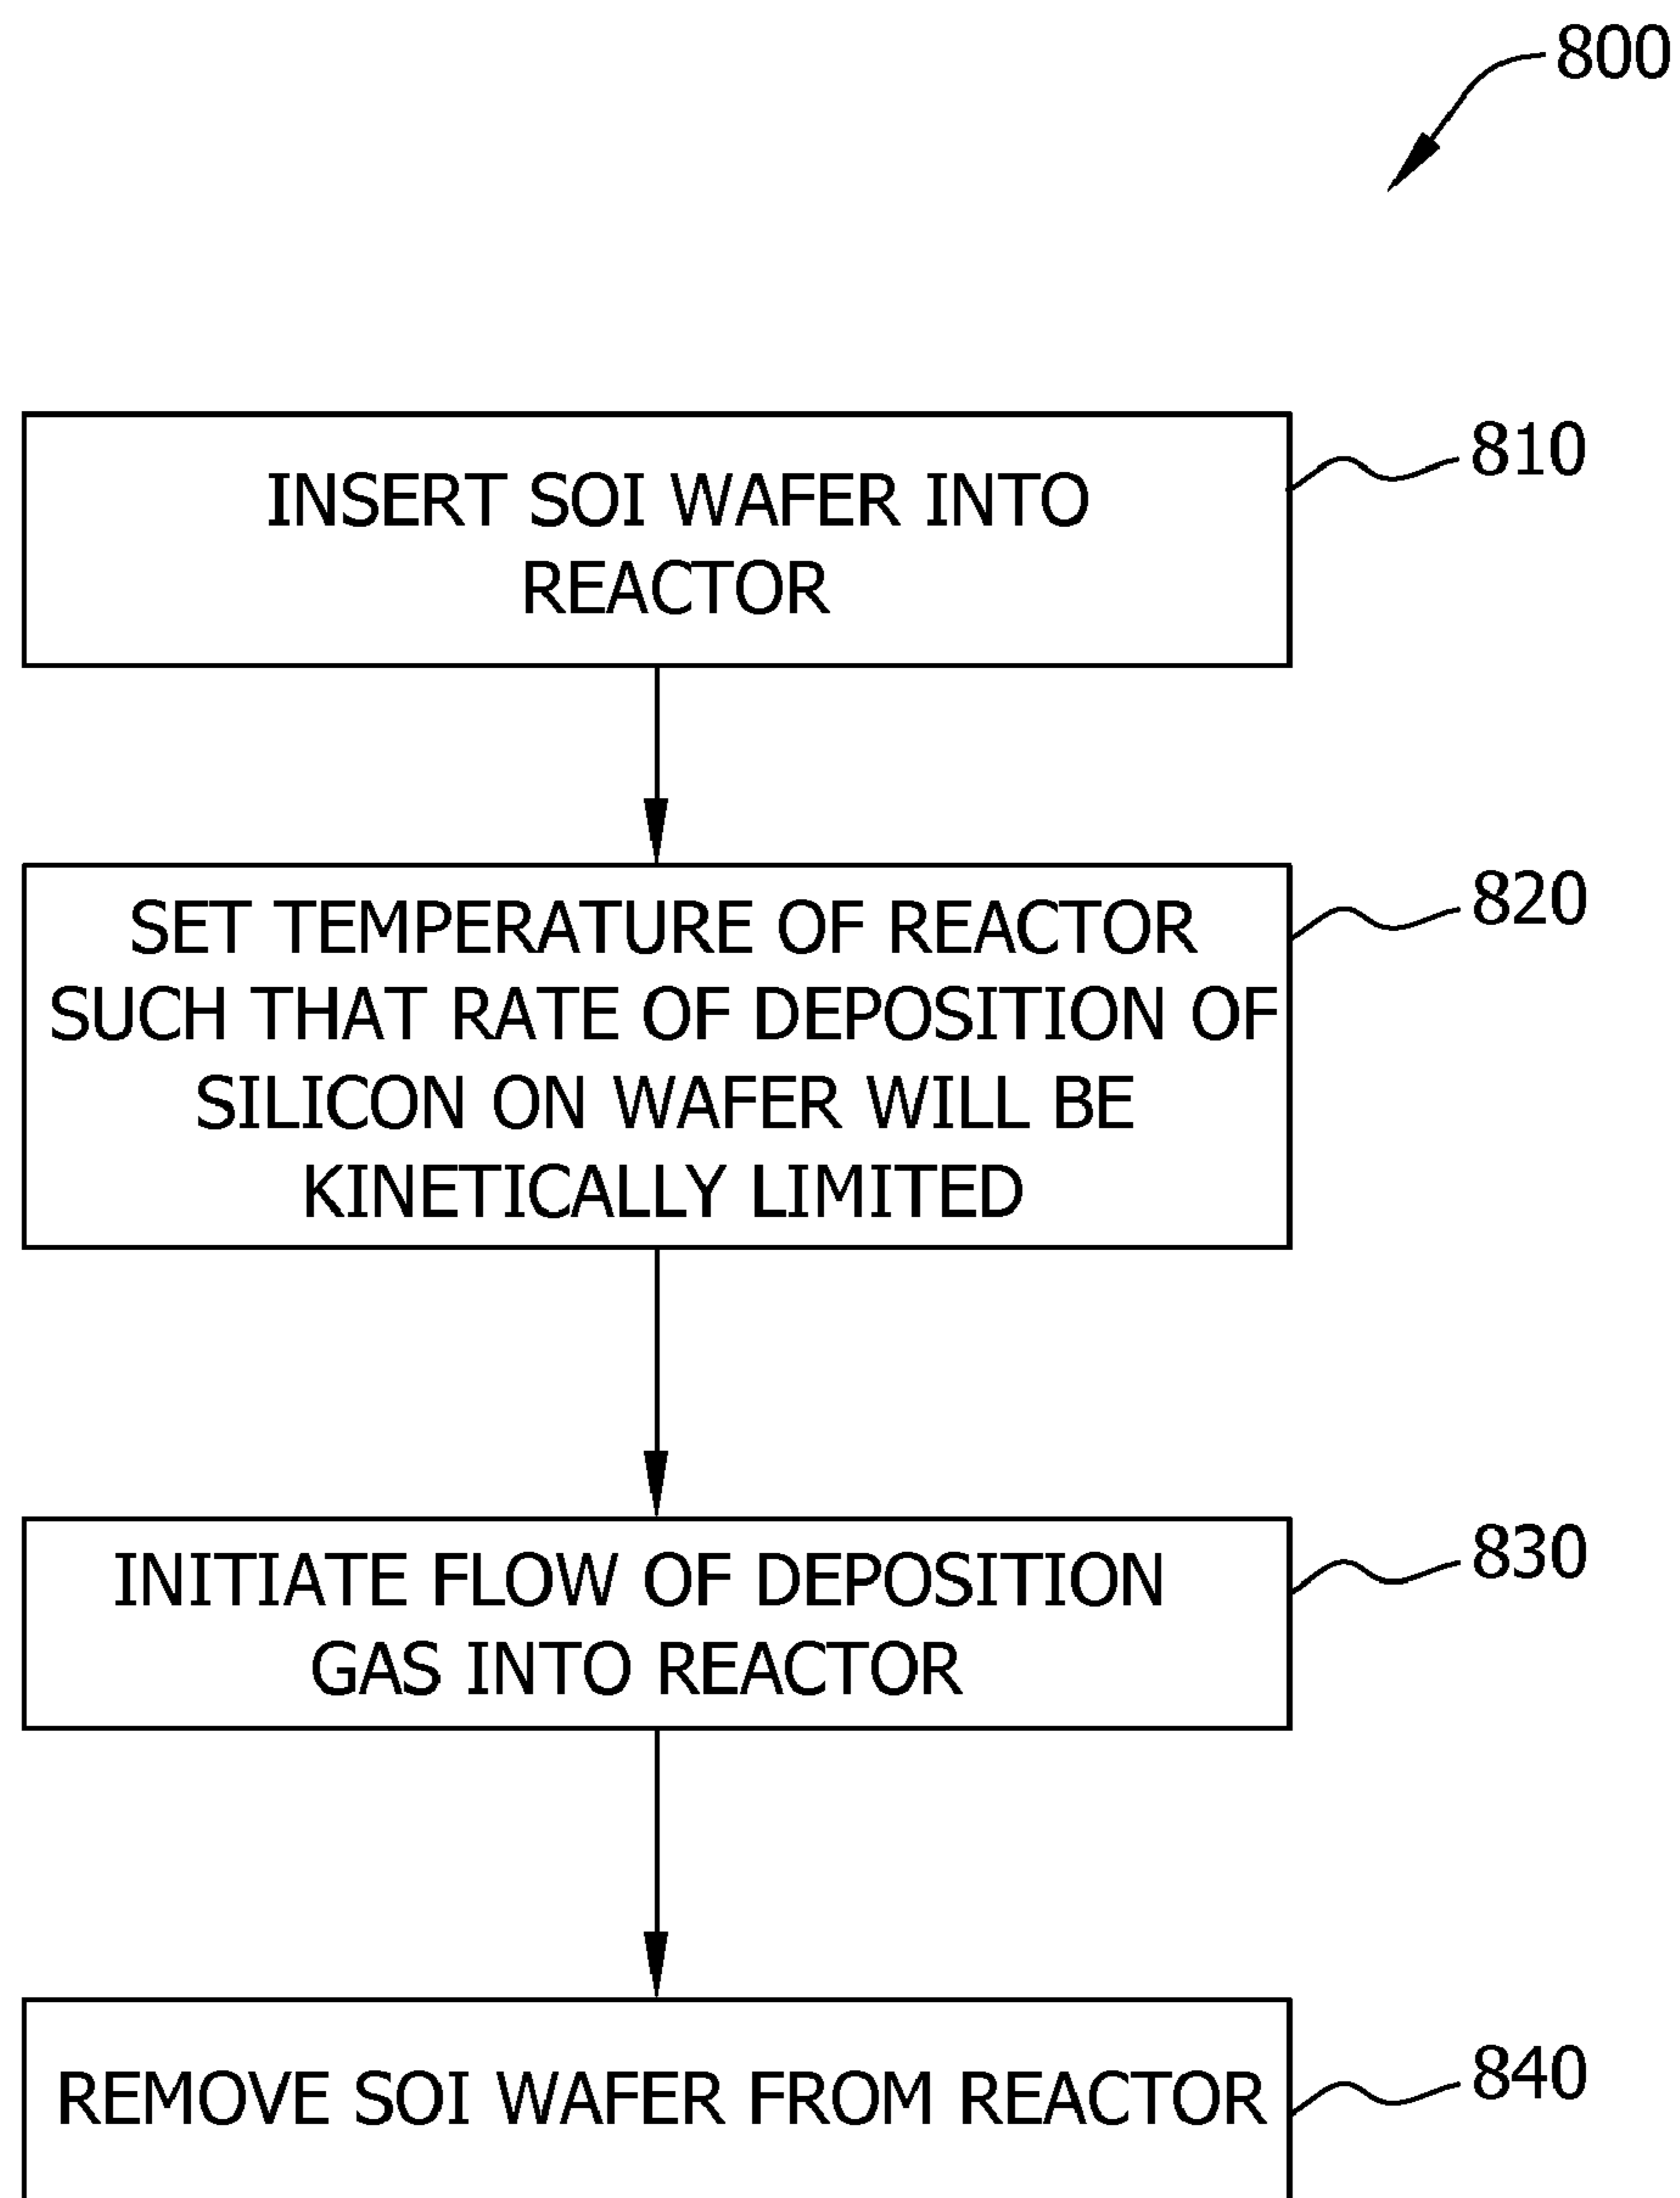 800
INSERT SOI WAFER INTO
REACTOR
810
SET TEMPERATURE OF REACTOR
SUCH THAT RATE OF DEPOSITION OF
SILICON ON WAFER WILL BE
KINETICALLY LIMITED
820
INITIATE FLOW OF DEPOSITION
GAS INTO REACTOR
830
REMOVE SOI WAFER FROM REACTOR
840